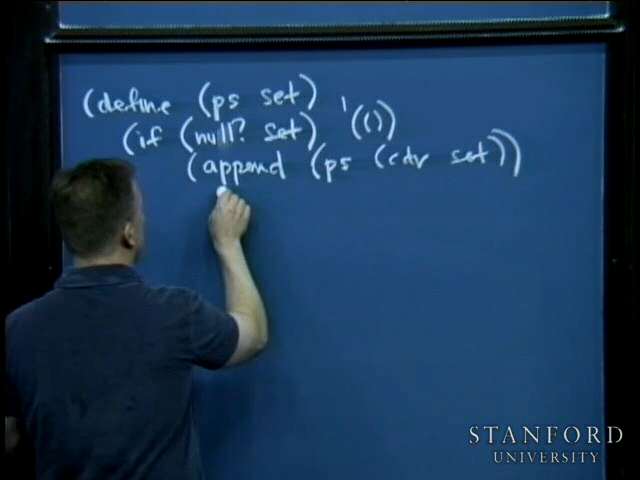 (define (ps set)
(if (null? set) '(())
(append (ps (cdr set))
STANFORD
UNIVERSITY